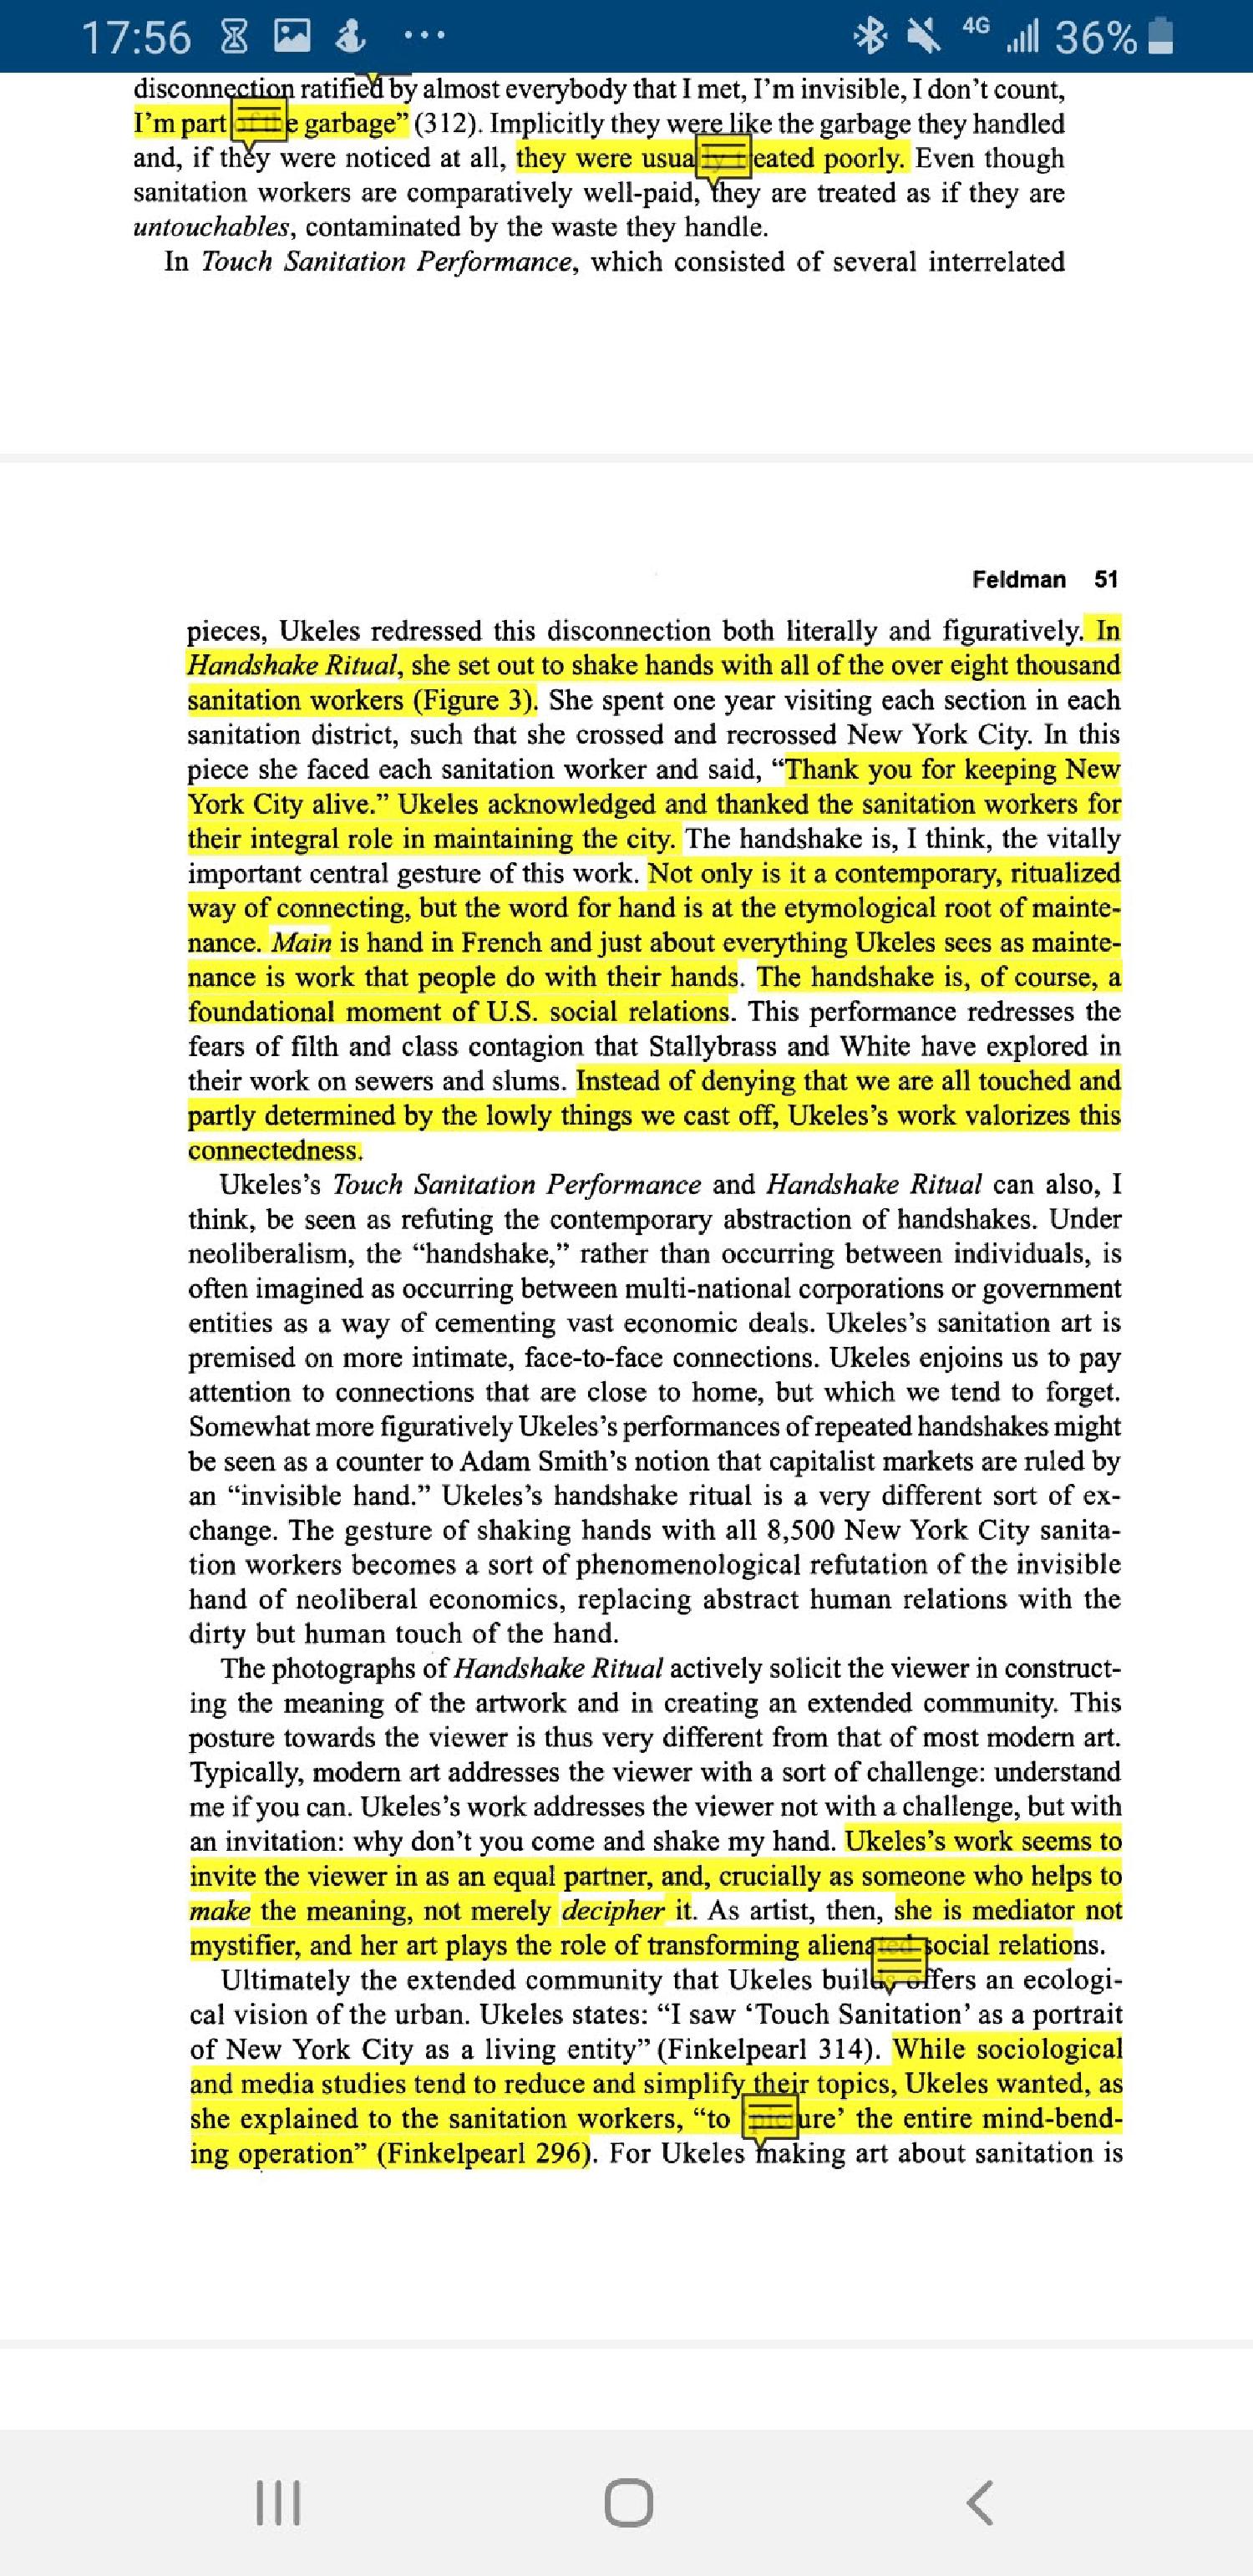 17:56 4G 36%
disconnection ratified by almost everybody that I met, I'm invisible, I don't count,
I'm part e garbage” (312). Implicitly they were like the garbage they handled
and, if they were noticed at all, they were poorly. Even though
sanitation workers are comparatively well-paid, they are treated as if they are
untouchables, contaminated by the waste they handle.
In Touch Sanitation Performance, which consisted of several interrelated
Feldman 51
pieces, Ukeles redressed this disconnection both literally and figuratively. In
Handshake Ritual, she set out to shake hands with all of the over eight thousand
sanitation workers (Figure 3). She spent one year visiting each section in each
sanitation district, such that she crossed and recrossed New York City. In this
piece she faced each sanitation worker and said, “Thank you for keeping New
York City alive.” Ukeles acknowledged and thanked the sanitation workers for
their integral role in maintaining the city. The handshake is, I think, the vitally
important central gesture of this work. Not only is it a contemporary, ritualized
way of connecting, but the word for hand is at the etymological root of mainte-
nance. Main is hand in French and just about everything Ukeles sees as mainte-
nance is work that people do with their hands. The handshake is, of course, a
foundational moment of U.S. social relations. This performance redresses the
fears of filth and class contagion that Stallybrass and White have explored in
their work on sewers and slums. Instead of denying that we are all touched and
partly determined by the lowly things we cast off, Ukeles's work valorizes this
connectedness.
Ukeles's Touch Sanitation Performance and Handshake Ritual can also, I
think, be seen as refuting the contemporary abstraction of handshakes. Under
neoliberalism, the “handshake,” rather than occurring between individuals, is
often imagined as occurring between multi-national corporations or government
entities as a way of cementing vast economic deals. Ukeles's sanitation art is
premised on more intimate, face-to-face connections. Ukeles enjoins us to pay
attention to connections that are close to home, but which we tend to forget.
Somewhat more figuratively Ukeles's performances of repeated handshakes might
be seen as a counter to Adam Smith's notion that capitalist markets are ruled by
an “invisible hand.” Ukeles's handshake ritual is a very different sort of ex-
change. The gesture of shaking hands with all 8,500 New York City sanita-
tion workers becomes a sort of phenomenological refutation of the invisible
hand of neoliberal economics, replacing abstract human relations with the
dirty but human touch of the hand.
The photographs of Handshake Ritual actively solicit the viewer in construct-
ing the meaning of the artwork and in creating an extended community. This
posture towards the viewer is thus very different from that of most modern art.
Typically, modern art addresses the viewer with a sort of challenge: understand
me if you can. Ukeles's work addresses the viewer not with a challenge, but with
an invitation: why don't you come and shake my hand. Ukeles's work seems to
invite the viewer in as an equal partner, and, crucially as someone who helps to
make the meaning, not merely decipher it. As artist, then, she is mediator not
mystifier, and her art plays the role of transforming alienated social relations.
Ultimately the extended community that Ukeles builds offers an ecologi-
cal vision of the urban. Ukeles states: “I saw ‘Touch Sanitation’ as a portrait
of New York City as a living entity” (Finkelpearl 314). While sociological
and media studies tend to reduce and simplify their topics, Ukeles wanted, as
she explained to the sanitation workers, “to ure’ the entire mind-bend-
ing operation” (Finkelpearl 296). For Ukeles making art about sanitation is